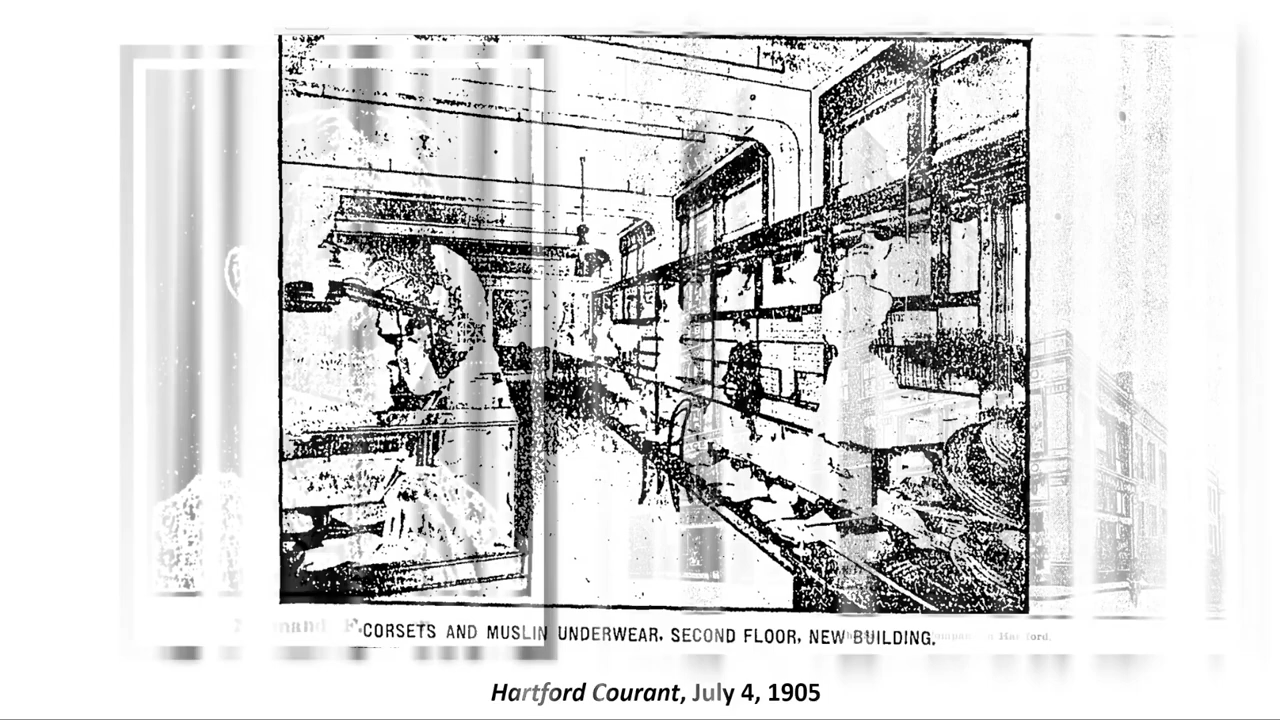 CORSETS AND MUSLIN UNDERWEAR, SECOND FLOOR, NEW BUILDING.
Hartford Courant, July 4, 1905